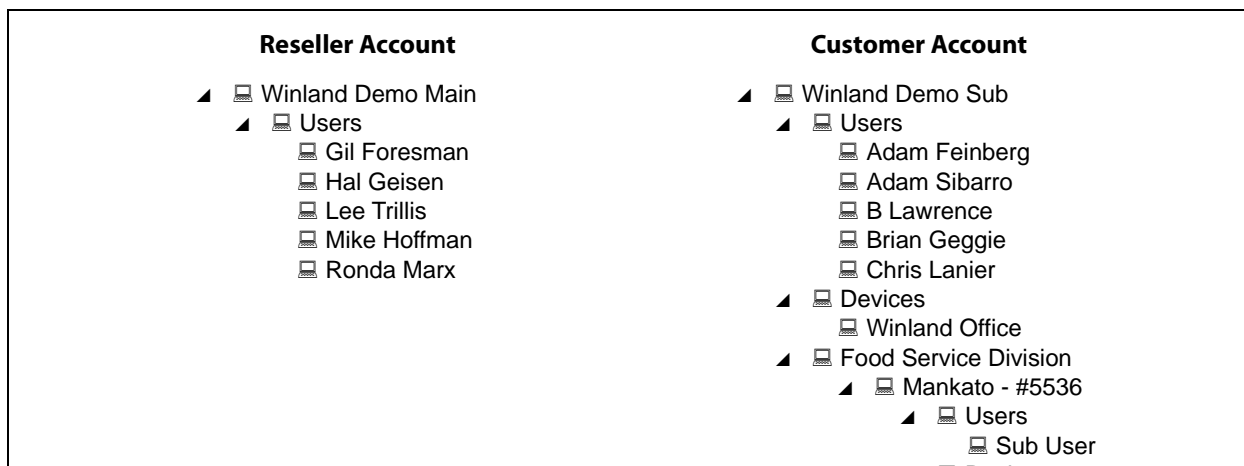 Reseller Account
Winland Demo Main
Users
Gil Foresman
Hal Geisen
Lee Trillis
Mike Hoffman
Ronda Marx
Customer Account
Winland Demo Sub
Users
Adam Feinberg
Adam Sibarro
B Lawrence
Brian Geggie
Chris Lanier
Devices
Winland Office
Food Service Division
Mankato - #5536
Users
Sub User